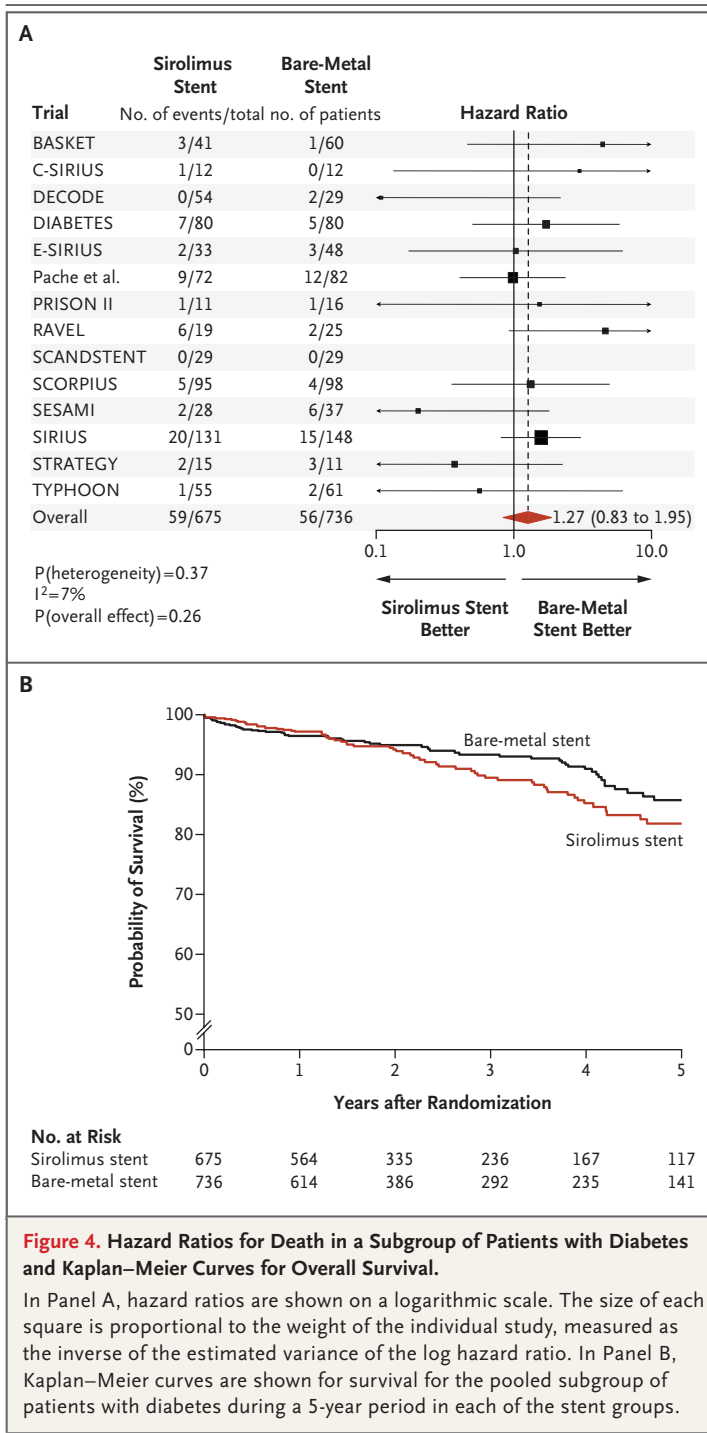 A
Sirolimus Stent Bare-Metal Stent
Trial No. of events/total no. of patients Hazard Ratio
BASKET 3/41 1/60
C-SIRIUS 1/12 0/12
DECODE 0/54 2/29
DIABETES 7/80 5/80
E-SIRIUS 2/33 3/48
Pache et al. 9/72 12/82
PRISON II 1/11 1/16
RAVEL 6/19 2/25
SCANDSTENT 0/29 0/29
SCORPIUS 5/95 4/98
SESAMI 2/28 6/37
SIRIUS 20/131 15/148
STRATEGY 2/15 3/11
TYPHOON 1/55 2/61
Overall 59/675 56/736 1.27 (0.83 to 1.95)
0.1 1.0 10.0
P(heterogeneity)=0.37
I²=7%
P(overall effect)=0.26
Sirolimus Stent Better
Bare-Metal Stent Better
B
Probability of Survival (%)
100
90
80
70
60
50
0
Bare-metal stent
Sirolimus stent
0 1 2 3 4 5
Years after Randomization
No. at Risk
Sirolimus stent 675 564 335 236 167 117
Bare-metal stent 736 614 386 292 235 141
Figure 4. Hazard Ratios for Death in a Subgroup of Patients with Diabetes
and Kaplan–Meier Curves for Overall Survival.
In Panel A, hazard ratios are shown on a logarithmic scale. The size of each
square is proportional to the weight of the individual study, measured as
the inverse of the estimated variance of the log hazard ratio. In Panel B,
Kaplan–Meier curves are shown for survival for the pooled subgroup of
patients with diabetes during a 5-year period in each of the stent groups.